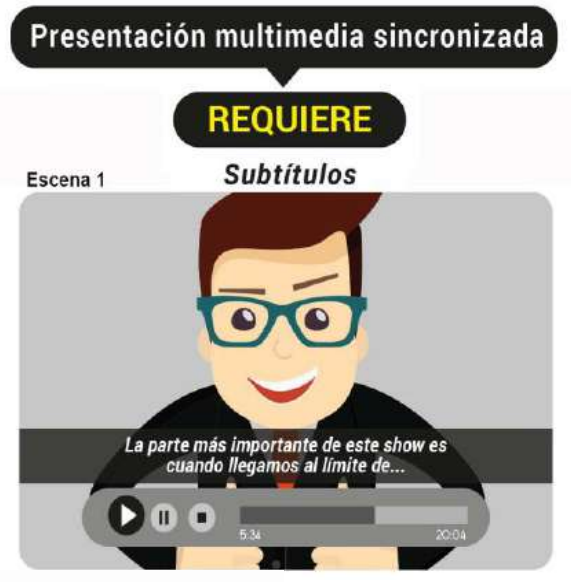 Presentación multimedia sincronizada
REQUIERE
Subtítulos
Escena 1
La parte más importante de este show es
cuando llegamos al límite de...
5:34
20:04